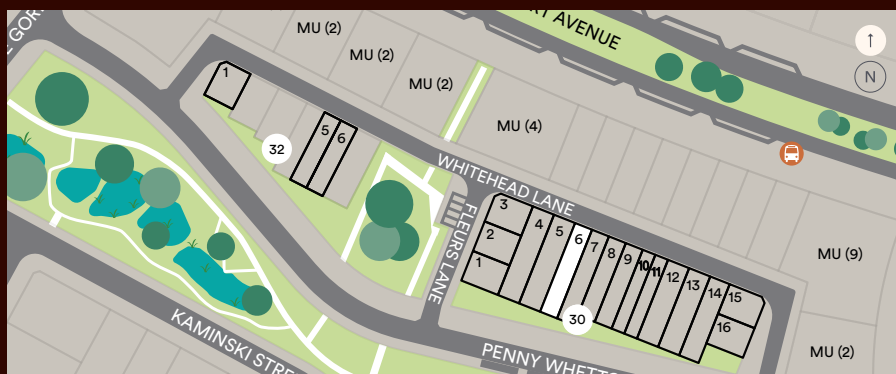 MU (2)
MU (2)
MU (2)
MU (4)
MU (9)
MU (2)
AVENUE
↑
N
1
5
6
32
WHITEHEAD LANE
FLEURS LANE
3
2
1
4
5
6
7
8
9
10
11
12
13
14
15
16
30
KAMINSKI STRE
PENNY WHETT